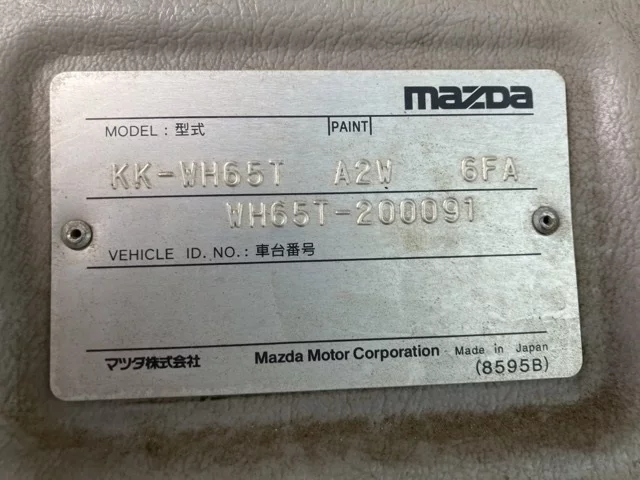 mazda
MODEL : 型式 PAINT
KK-WH65T A2W 6FA
WH65T-200091
VEHICLE ID. NO. : 車台番号
マツダ株式会社 Mazda Motor Corporation Made in Japan
(8595B)